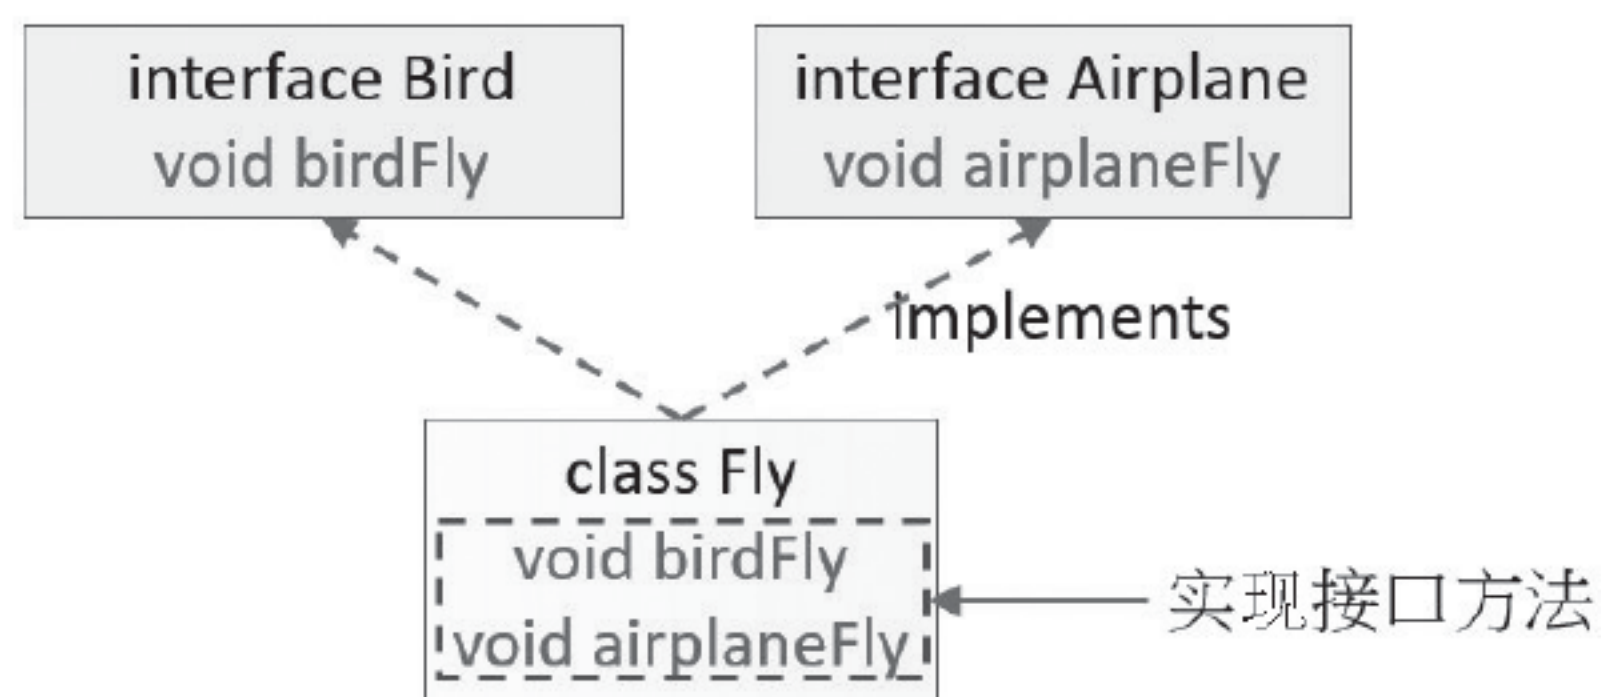 interface Bird
void birdFly
interface Airplane
void airplaneFly
implements
class Fly
void birdFly
void airplaneFly
实现接口方法